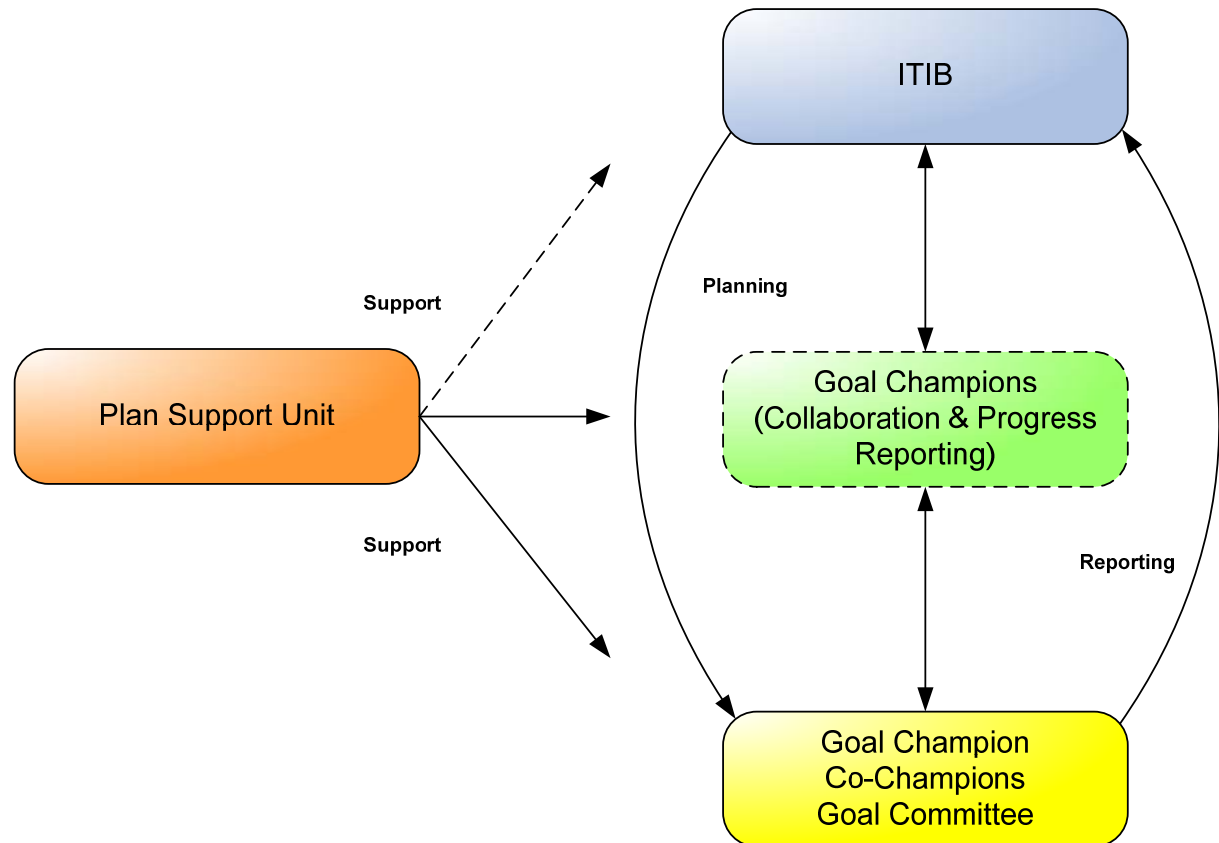 ITIB
Planning
Support
Plan Support Unit
Goal Champions
(Collaboration & Progress
Reporting)
Support
Reporting
Goal Champion
Co-Champions
Goal Committee